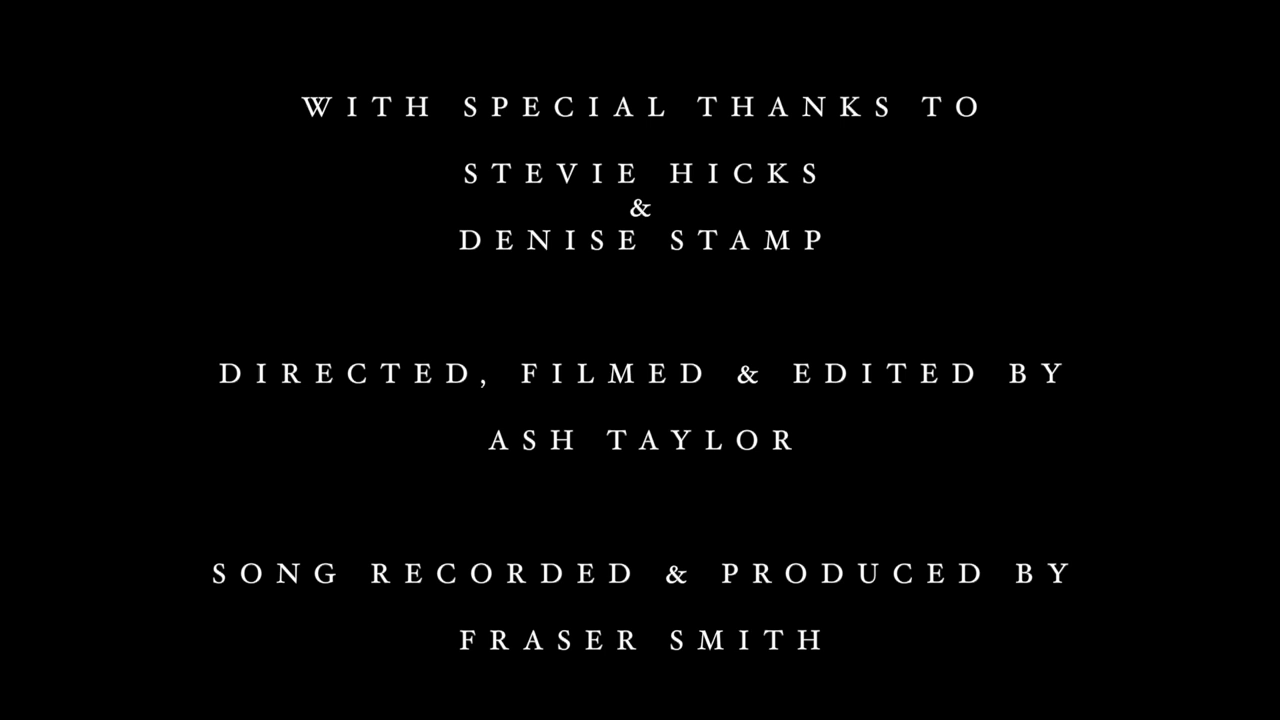 WITH SPECIAL THANKS TO
STEVIE HICKS
&
DENISE STAMP
DIRECTED, FILMED & EDITED BY
ASH TAYLOR
SONG RECORDED & PRODUCED BY
FRASER SMITH